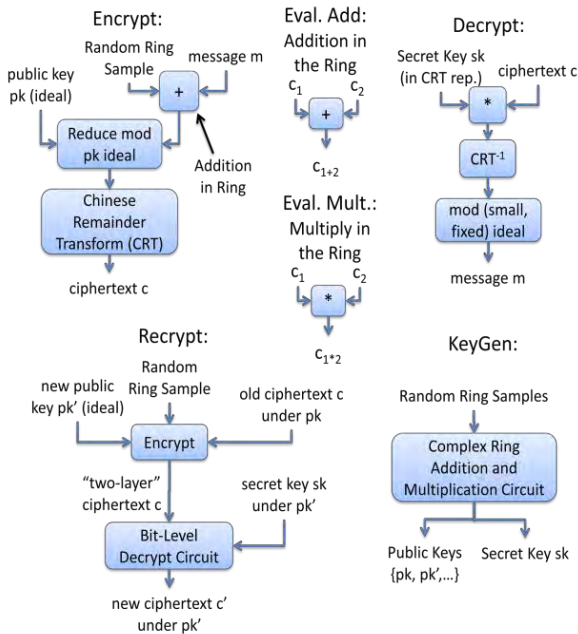 Encrypt:
Random Ring
Sample
message m
public key
pk (ideal)
+
Reduce mod
pk ideal
Addition
in Ring
Chinese
Remainder
Transform (CRT)
ciphertext c
Eval. Add:
Addition in
the Ring
c1
c2
+
c1+2
Eval. Mult.:
Multiply in
the Ring
c1
c2
*
c1*2
Decrypt:
Secret Key sk
(in CRT rep.)
ciphertext c
*
CRT-1
mod (small,
fixed) ideal
message m
Recrypt:
Random
Ring Sample
new public
key pk’ (ideal)
old ciphertext c
under pk
Encrypt
“two-layer”
ciphertext c
secret key sk
under pk’
Bit-Level
Decrypt Circuit
new ciphertext c’
under pk’
KeyGen:
Random Ring Samples
Complex Ring
Addition and
Multiplication Circuit
Public Keys
{pk, pk’,…}
Secret Key sk